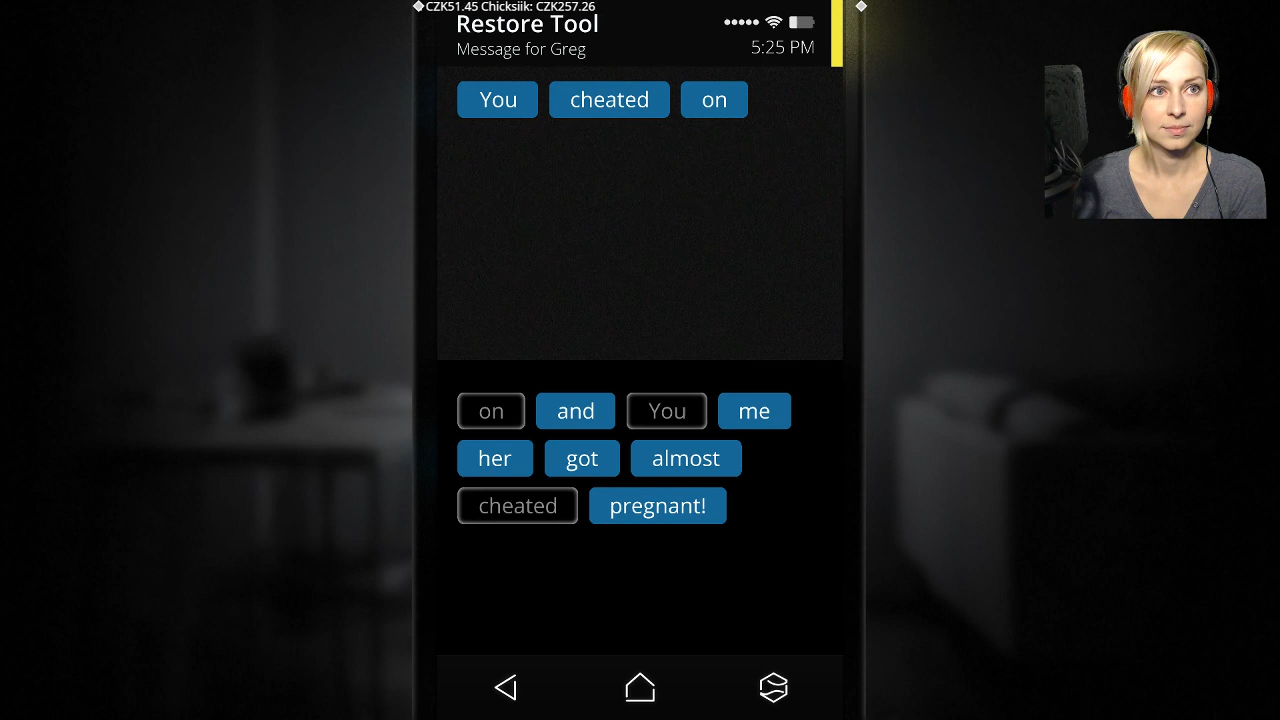 CZK51.45 Chicksiik: CZK257.26
Restore Tool
Message for Greg
5:25 PM
You cheated on
on and You me
her got almost
cheated pregnant!